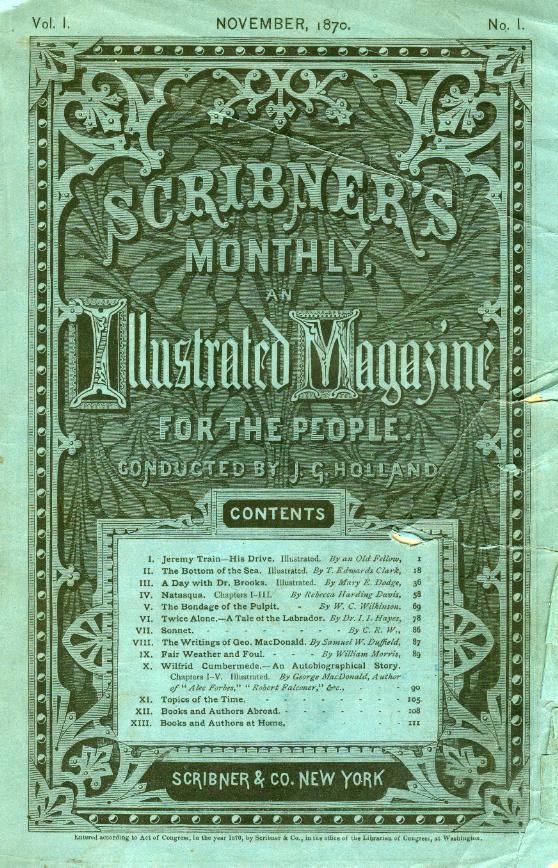 Vol. I. NOVEMBER, 1870. No. I.
SCRIBNER'S
MONTHLY,
AN
Illustrated Magazine
FOR THE PEOPLE.
CONDUCTED BY J. G. HOLLAND
CONTENTS
I. Jeremy Train—His Drive. Illustrated. By an Old Fellow, 1
II. The Bottom of the Sea. Illustrated. By T. Edwards Clark, 18
III. A Day with Dr. Brooks. Illustrated. By Mary E. Dodge, 36
IV. Natasqua. Chapters I-III. By Rebecca Harding Davis, 58
V. The Bondage of the Pulpit. - By W. C. Wilkinson, 69
VI. Twice Alone.—A Tale of the Labrador. By Dr. I. I. Hayes, 78
VII. Sonnet. - - - - - By C. R. W., 86
VIII. The Writings of Geo. MacDonald. By Samuel W. Duffield, 87
IX. Fair Weather and Foul. - - By William Morris, 89
X. Wilfrid Cumbermede.—An Autobiographical Story.
Chapters I-V. Illustrated. By George MacDonald, Author
of "Alec Forbes," "Robert Falconer," &c., - - - 90
XI. Topics of the Time. - - - - - - 105
XII. Books and Authors Abroad. - - - - - 108
XIII. Books and Authors at Home. - - - - - 111
SCRIBNER & CO. NEW YORK
Entered according to Act of Congress, in the year 1870, by Scribner & Co., in the office of the Librarian of Congress, at Washington.